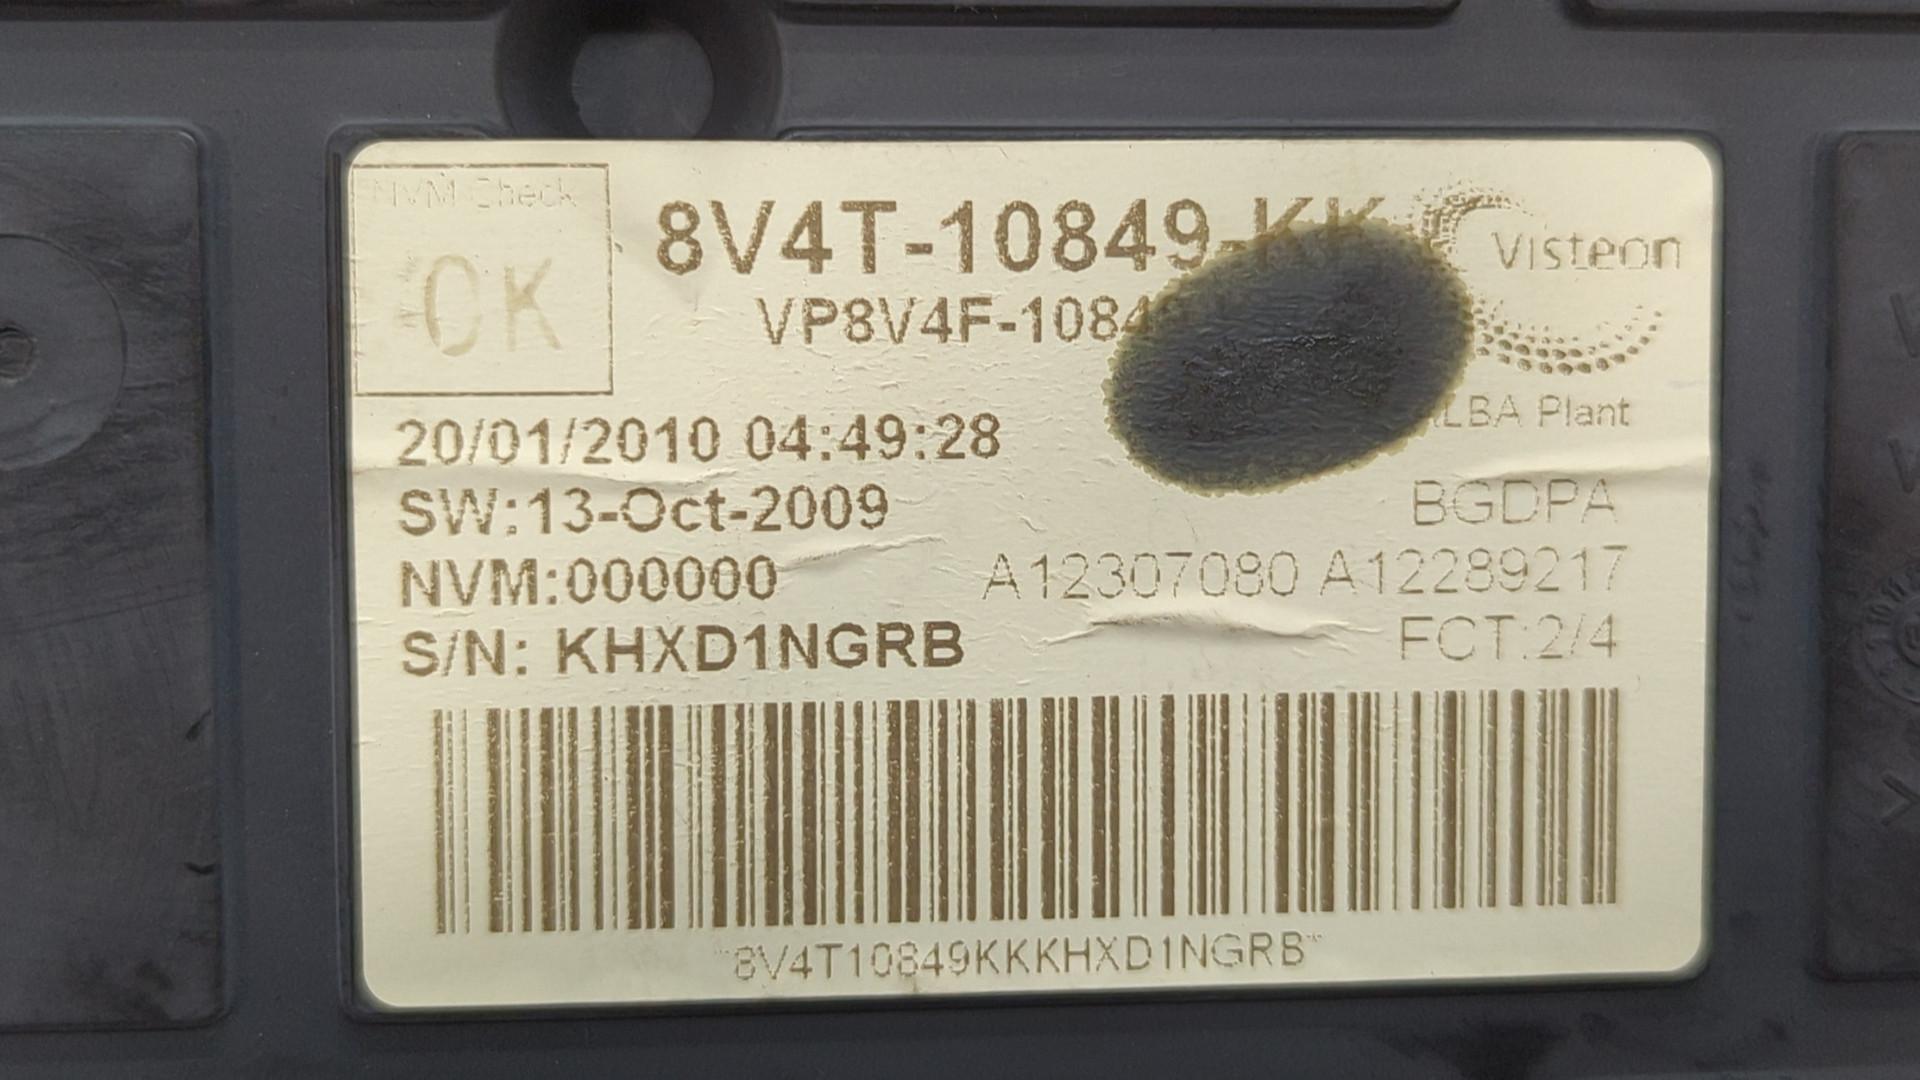 NVM Check
OK
8V4T-10849-KK
VP8V4F-1084
Visteon
20/01/2010 04:49:28
LBA Plant
SW:13-Oct-2009
BGDPA
NVM:000000
A12307080 A12289217
S/N: KHXD1NGRB
FCT:2/4
*8V4T10849KKKHXD1NGRB*